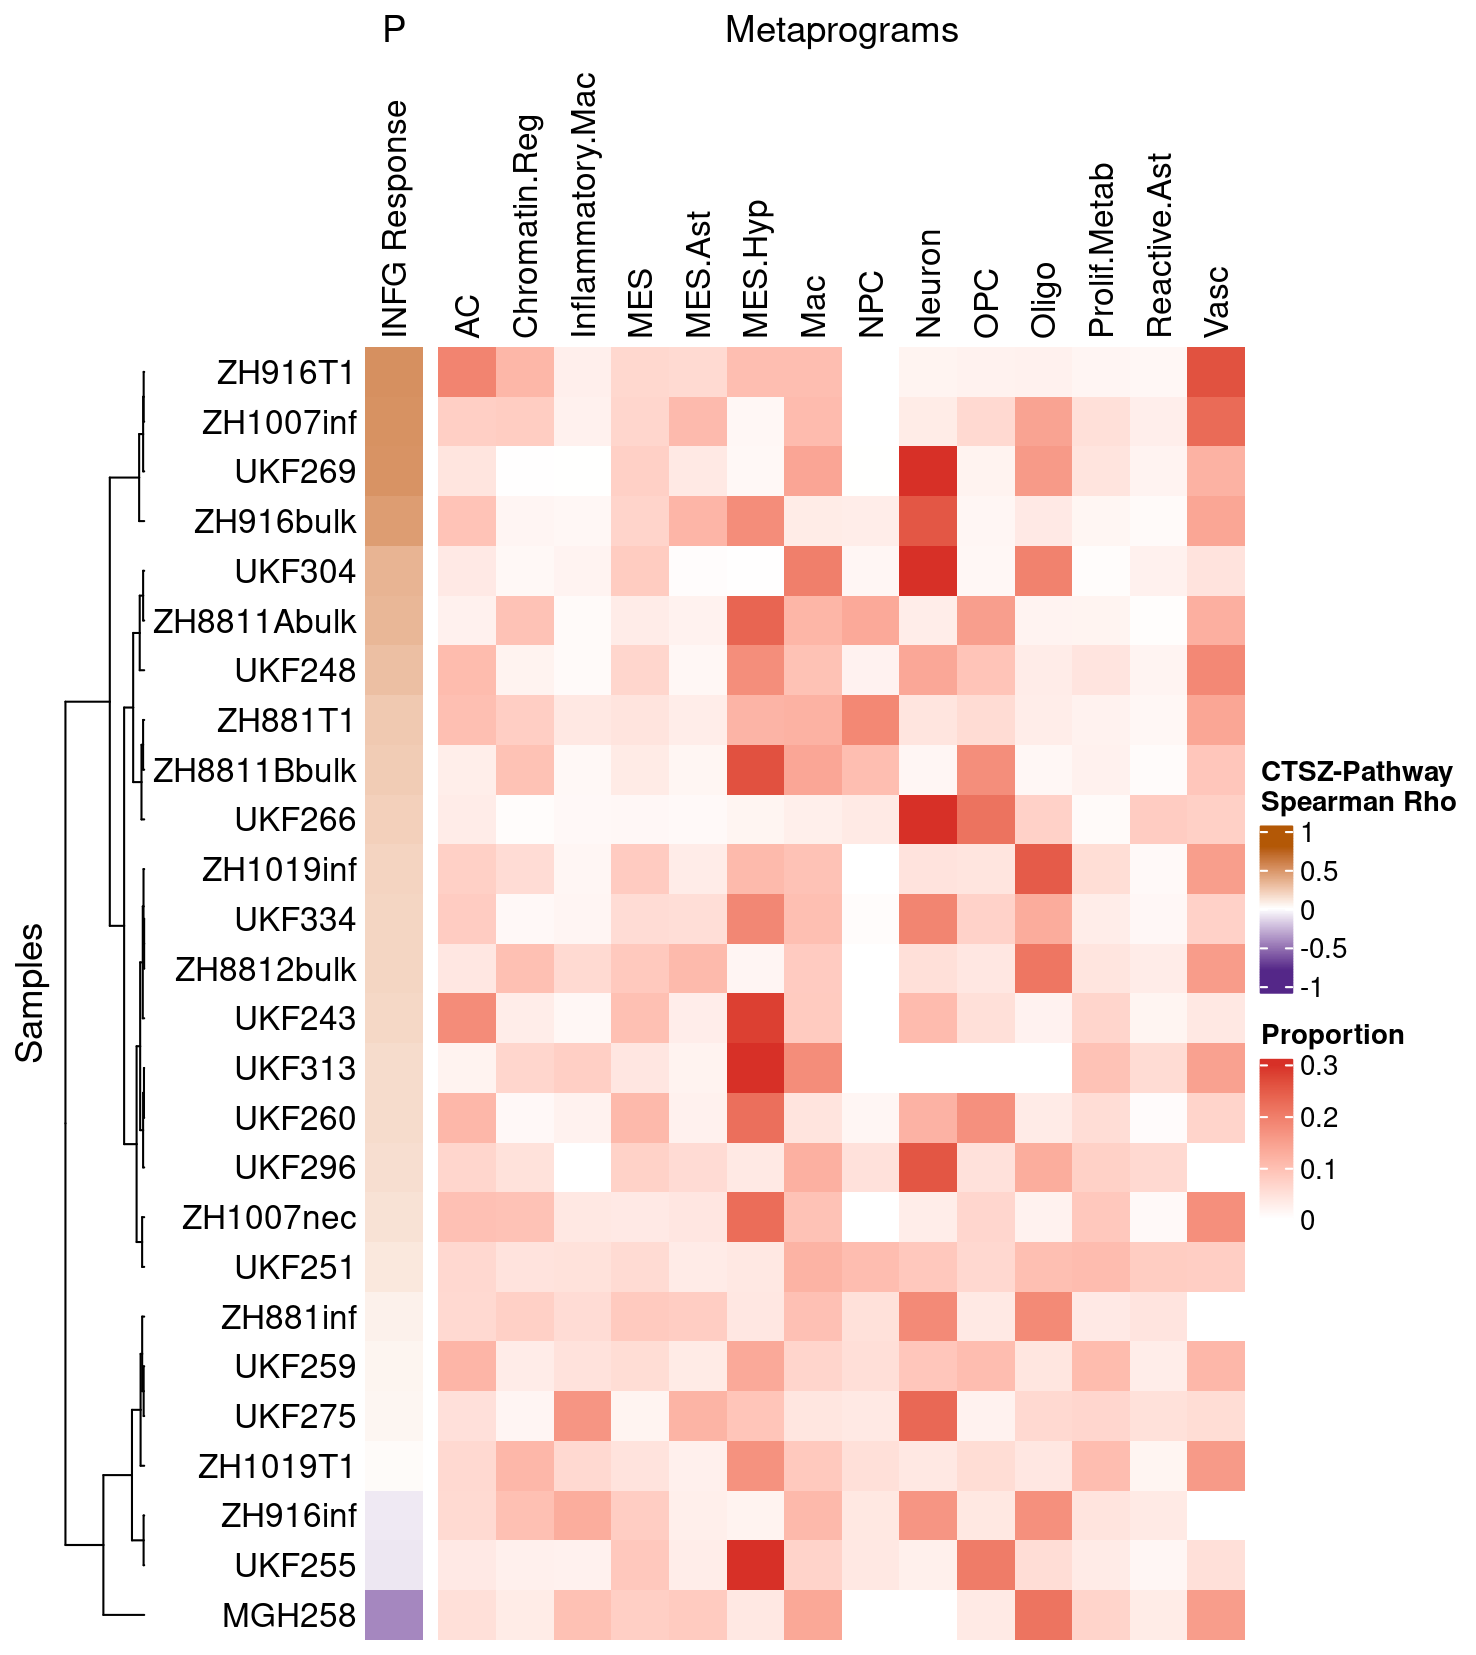 P
Metaprograms
INFG Response
AC
Chromatin.Reg
Inflammatory.Mac
MES
MES.Ast
MES.Hyp
Mac
NPC
Neuron
OPC
Oligo
Prolif.Metab
Reactive.Ast
Vasc
Samples
ZH916T1
ZH1007inf
UKF269
ZH916bulk
UKF304
ZH8811Abulk
UKF248
ZH881T1
ZH8811Bbulk
UKF266
ZH1019inf
UKF334
ZH8812bulk
UKF243
UKF313
UKF260
UKF296
ZH1007nec
UKF251
ZH881inf
UKF259
UKF275
ZH1019T1
ZH916inf
UKF255
MGH258
CTSZ-Pathway
Spearman Rho
1
0.5
0
-0.5
-1
Proportion
0.3
0.2
0.1
0